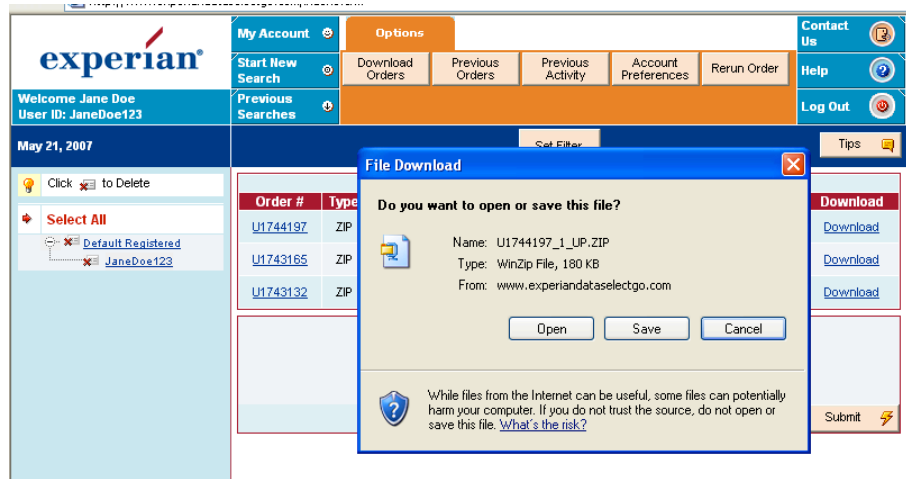 experian®
Welcome Jane Doe
User ID: JaneDoe123
My Account
Start New
Search
Previous
Searches
Options
Download
Orders
Previous
Orders
Previous
Activity
Account
Preferences
Rerun Order
Contact
Us
Help
Log Out
May 21, 2007
Set Filter
Tips
Click to Delete
Select All
Default Registered
JaneDoe123
Order # Type Download
U1744197 ZIP Download
U1743165 ZIP Download
U1743132 ZIP Download
Submit
File Download
Do you want to open or save this file?
Name: U1744197_1_UP.ZIP
Type: WinZip File, 180 KB
From: www.experiandataselectgo.com
Open Save Cancel
While files from the Internet can be useful, some files can potentially
harm your computer. If you do not trust the source, do not open or
save this file. What's the risk?